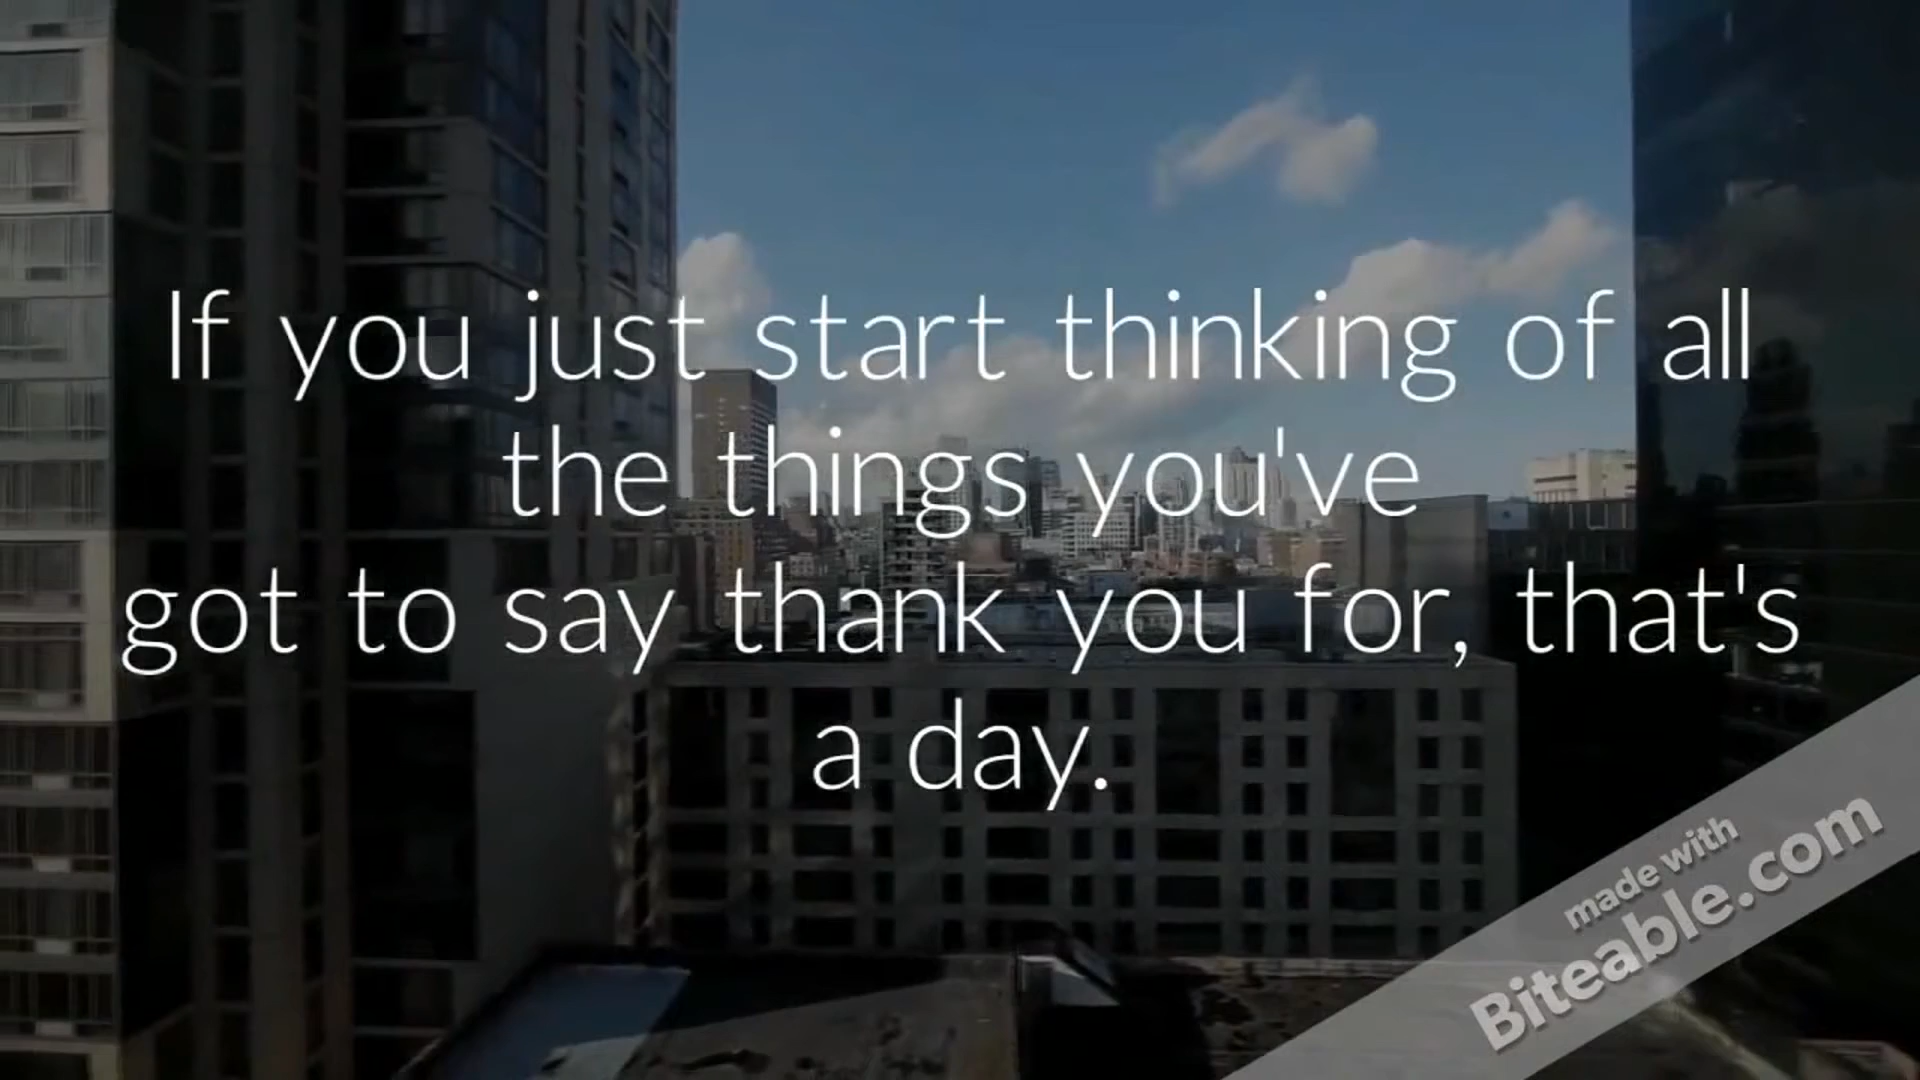 If you just start thinking of all
the things you've
got to say thank you for, that's
a day.
made with
Biteable.com